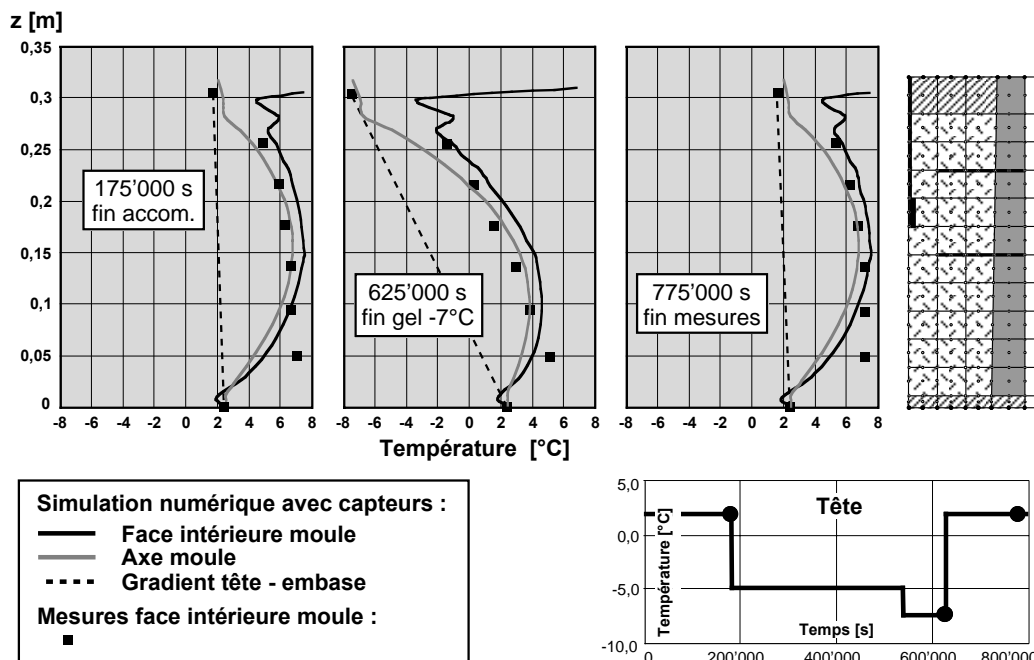 z [m]
0,35
0,3
0,25
0,2
0,15
0,1
0,05
0
175’000 s
fin accom.
625’000 s
fin gel -7°C
775’000 s
fin mesures
-8 -6 -4 -2 0 2 4 6 8
-8 -6 -4 -2 0 2 4 6 8
-8 -6 -4 -2 0 2 4 6 8
Température [°C]
Simulation numérique avec capteurs :
Face intérieure moule
Axe moule
Gradient tête - embase
Mesures face intérieure moule :
Tête
Température [°C]
5,0
0,0
-5,0
-10,0
Temps [s]
0 200’000 400’000 600’000 800’000